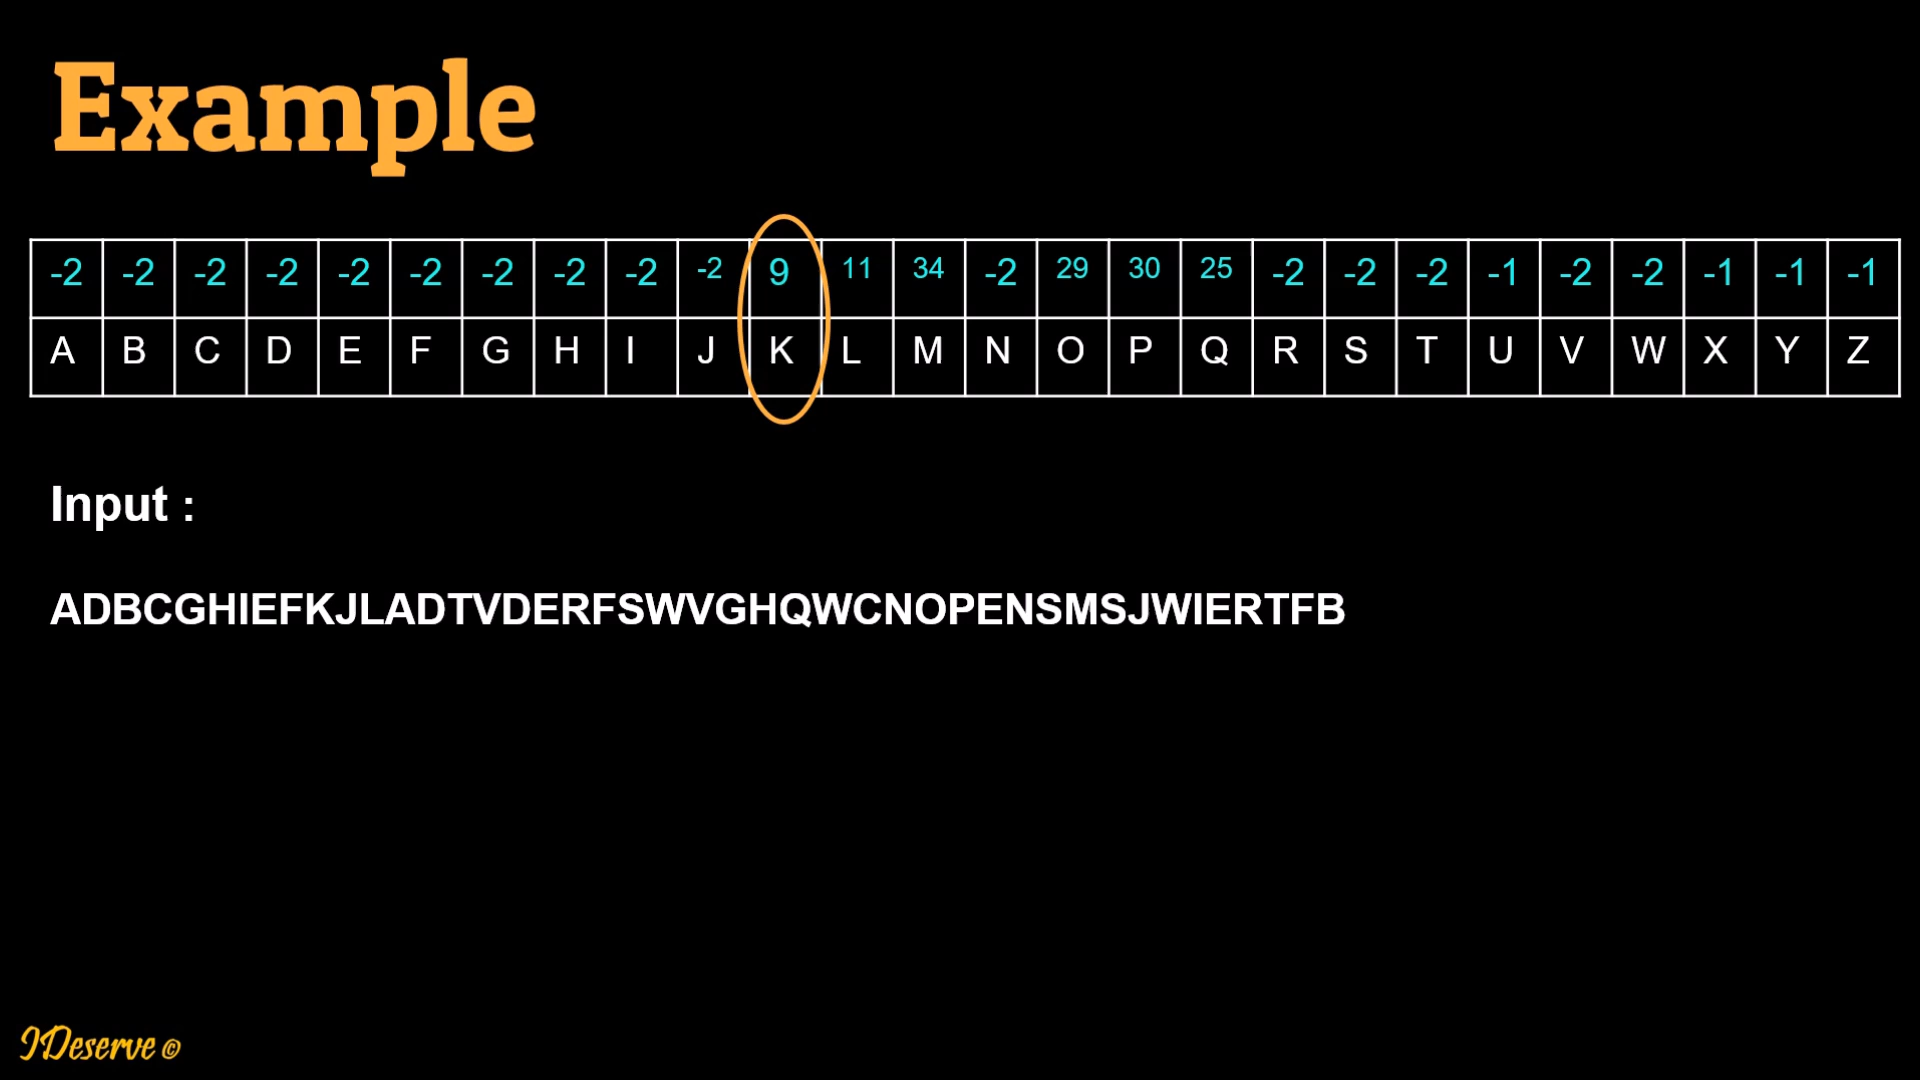 Example
-2 -2 -2 -2 -2 -2 -2 -2 -2 -2 9 11 34 -2 29 30 25 -2 -2 -2 -1 -2 -2 -1 -1 -1
A B C D E F G H I J K L M N O P Q R S T U V W X Y Z
Input :
ADBCGHIEFKJLADTVDERFSWVGHQWCNOPENSMSJWIERTFB
IDeserve ©